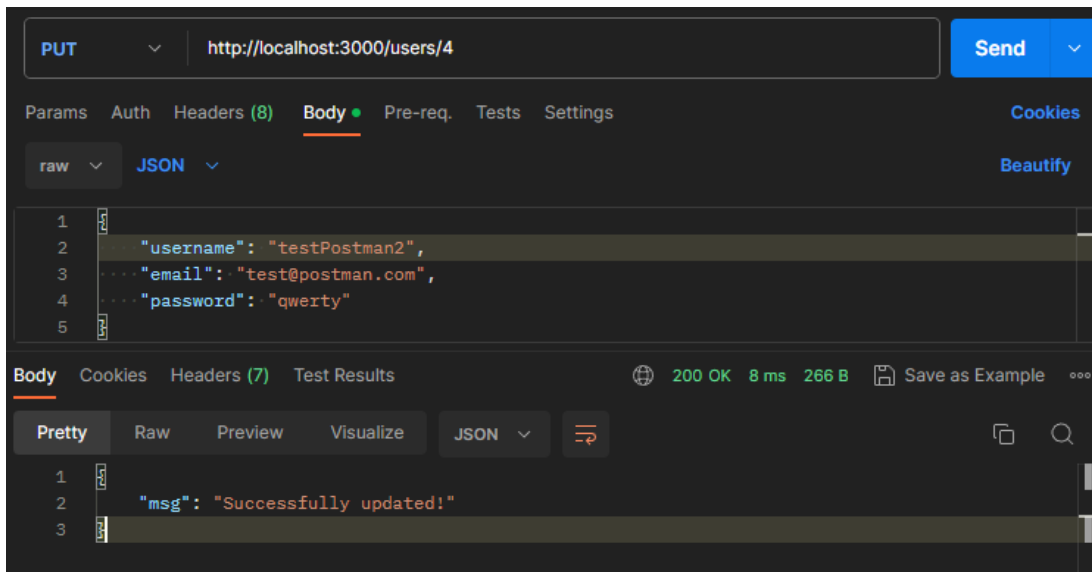 PUT http://localhost:3000/users/4 Send
Params Auth Headers (8) Body Pre-req. Tests Settings Cookies
raw JSON Beautify
1 {
2 "username": "testPostman2",
3 "email": "test@postman.com",
4 "password": "qwerty"
5 }
Body Cookies Headers (7) Test Results 200 OK 8 ms 266 B Save as Example
Pretty Raw Preview Visualize JSON
1 {
2 "msg": "Successfully updated!"
3 }